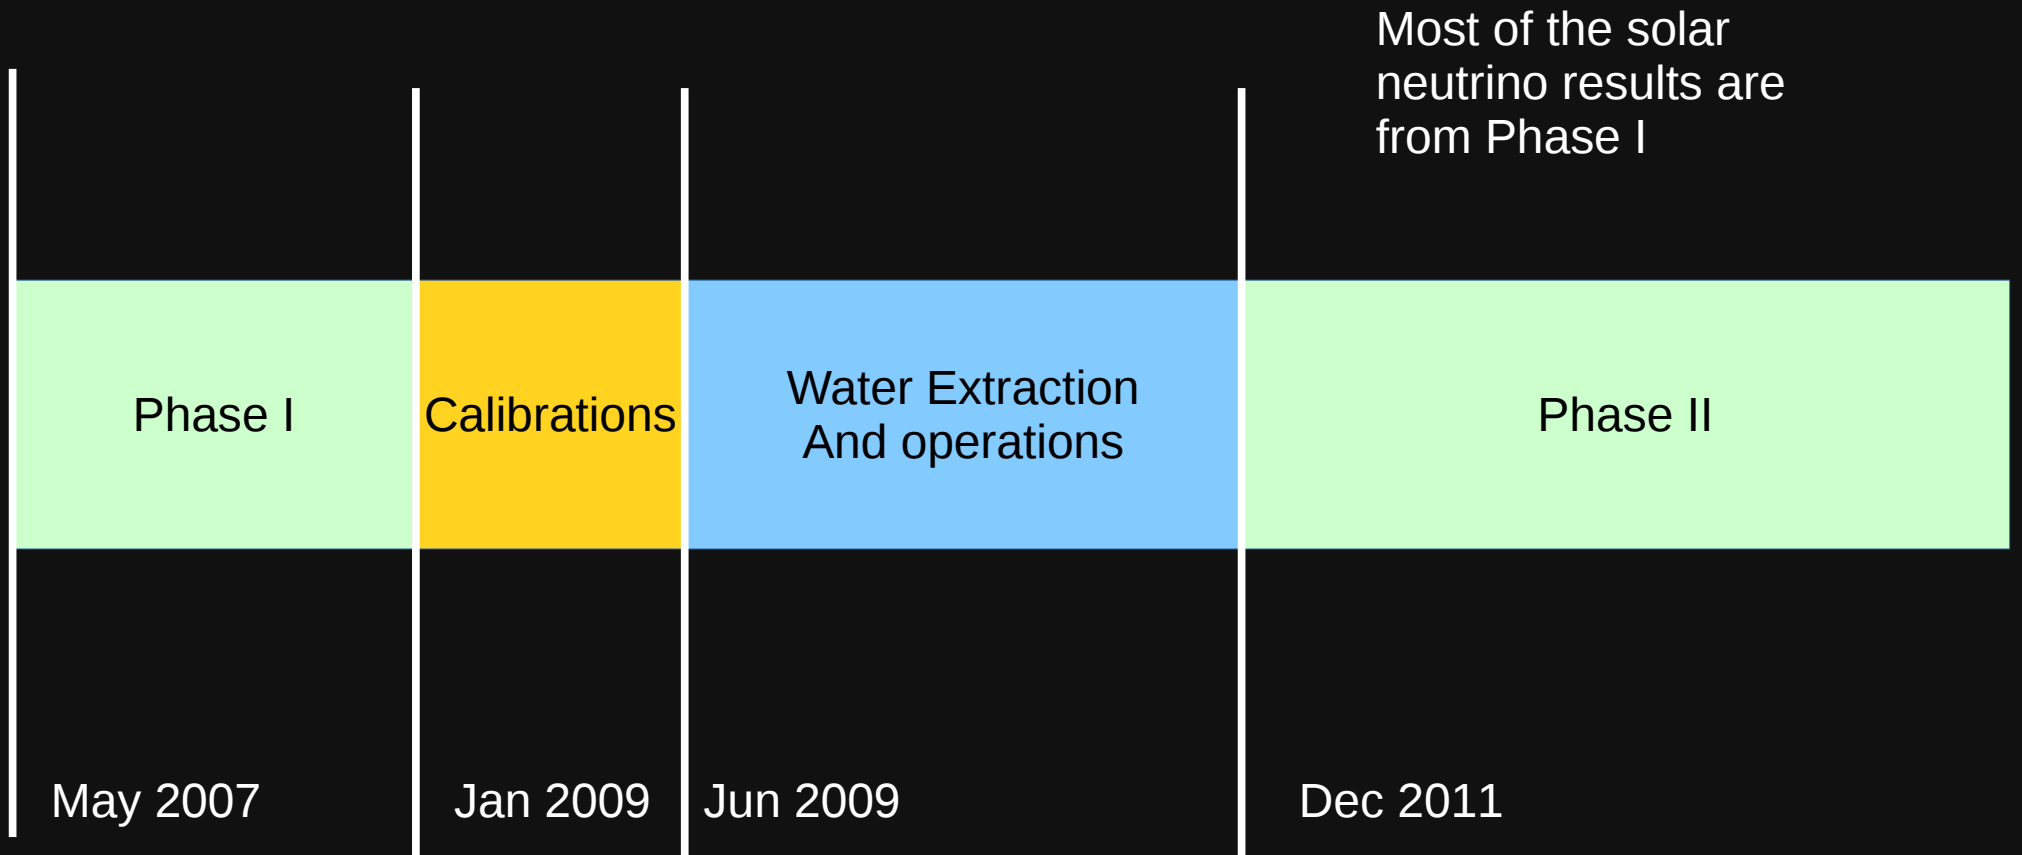 Most of the solar
neutrino results are
from Phase I
Phase I
Calibrations
Water Extraction
And operations
Phase II
May 2007
Jan 2009
Jun 2009
Dec 2011